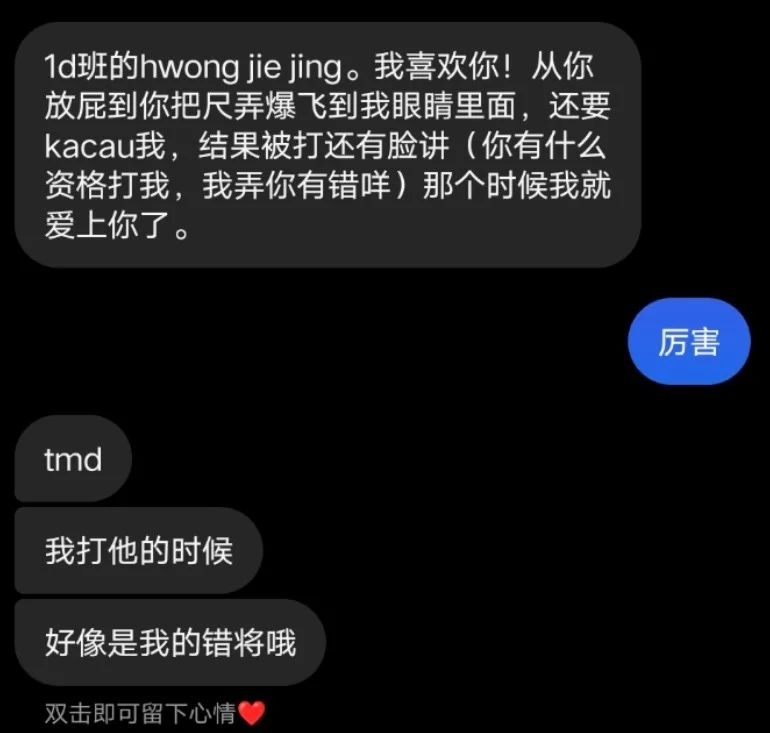 1d班的hwong jie jing。我喜欢你！从你
放屁到你把尺弄爆飞到我眼睛里面，还要
kacau我，结果被打还有脸讲（你有什么
资格打我，我弄你有错咩）那个时候我就
爱上你了。
厉害
tmd
我打他的时候
好像是我的错将哦
双击即可留下心情❤️